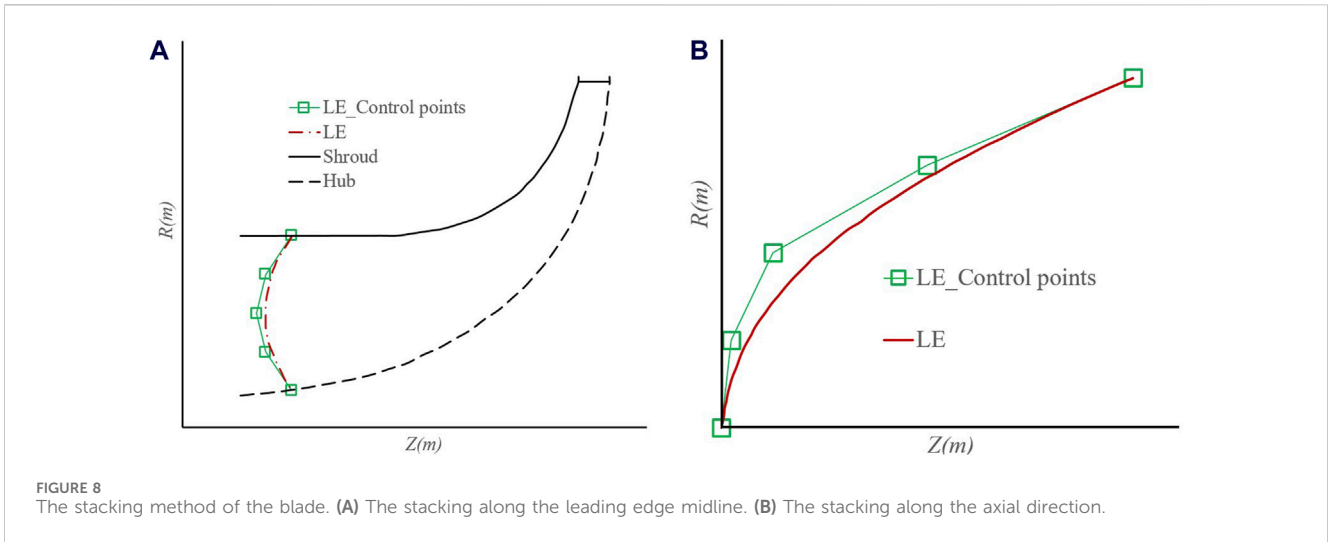 A
LE_Control points
LE
Shroud
Hub
R(m)
Z(m)
B
LE_Control points
LE
R(m)
Z(m)
FIGURE 8
The stacking method of the blade. (A) The stacking along the leading edge midline. (B) The stacking along the axial direction.